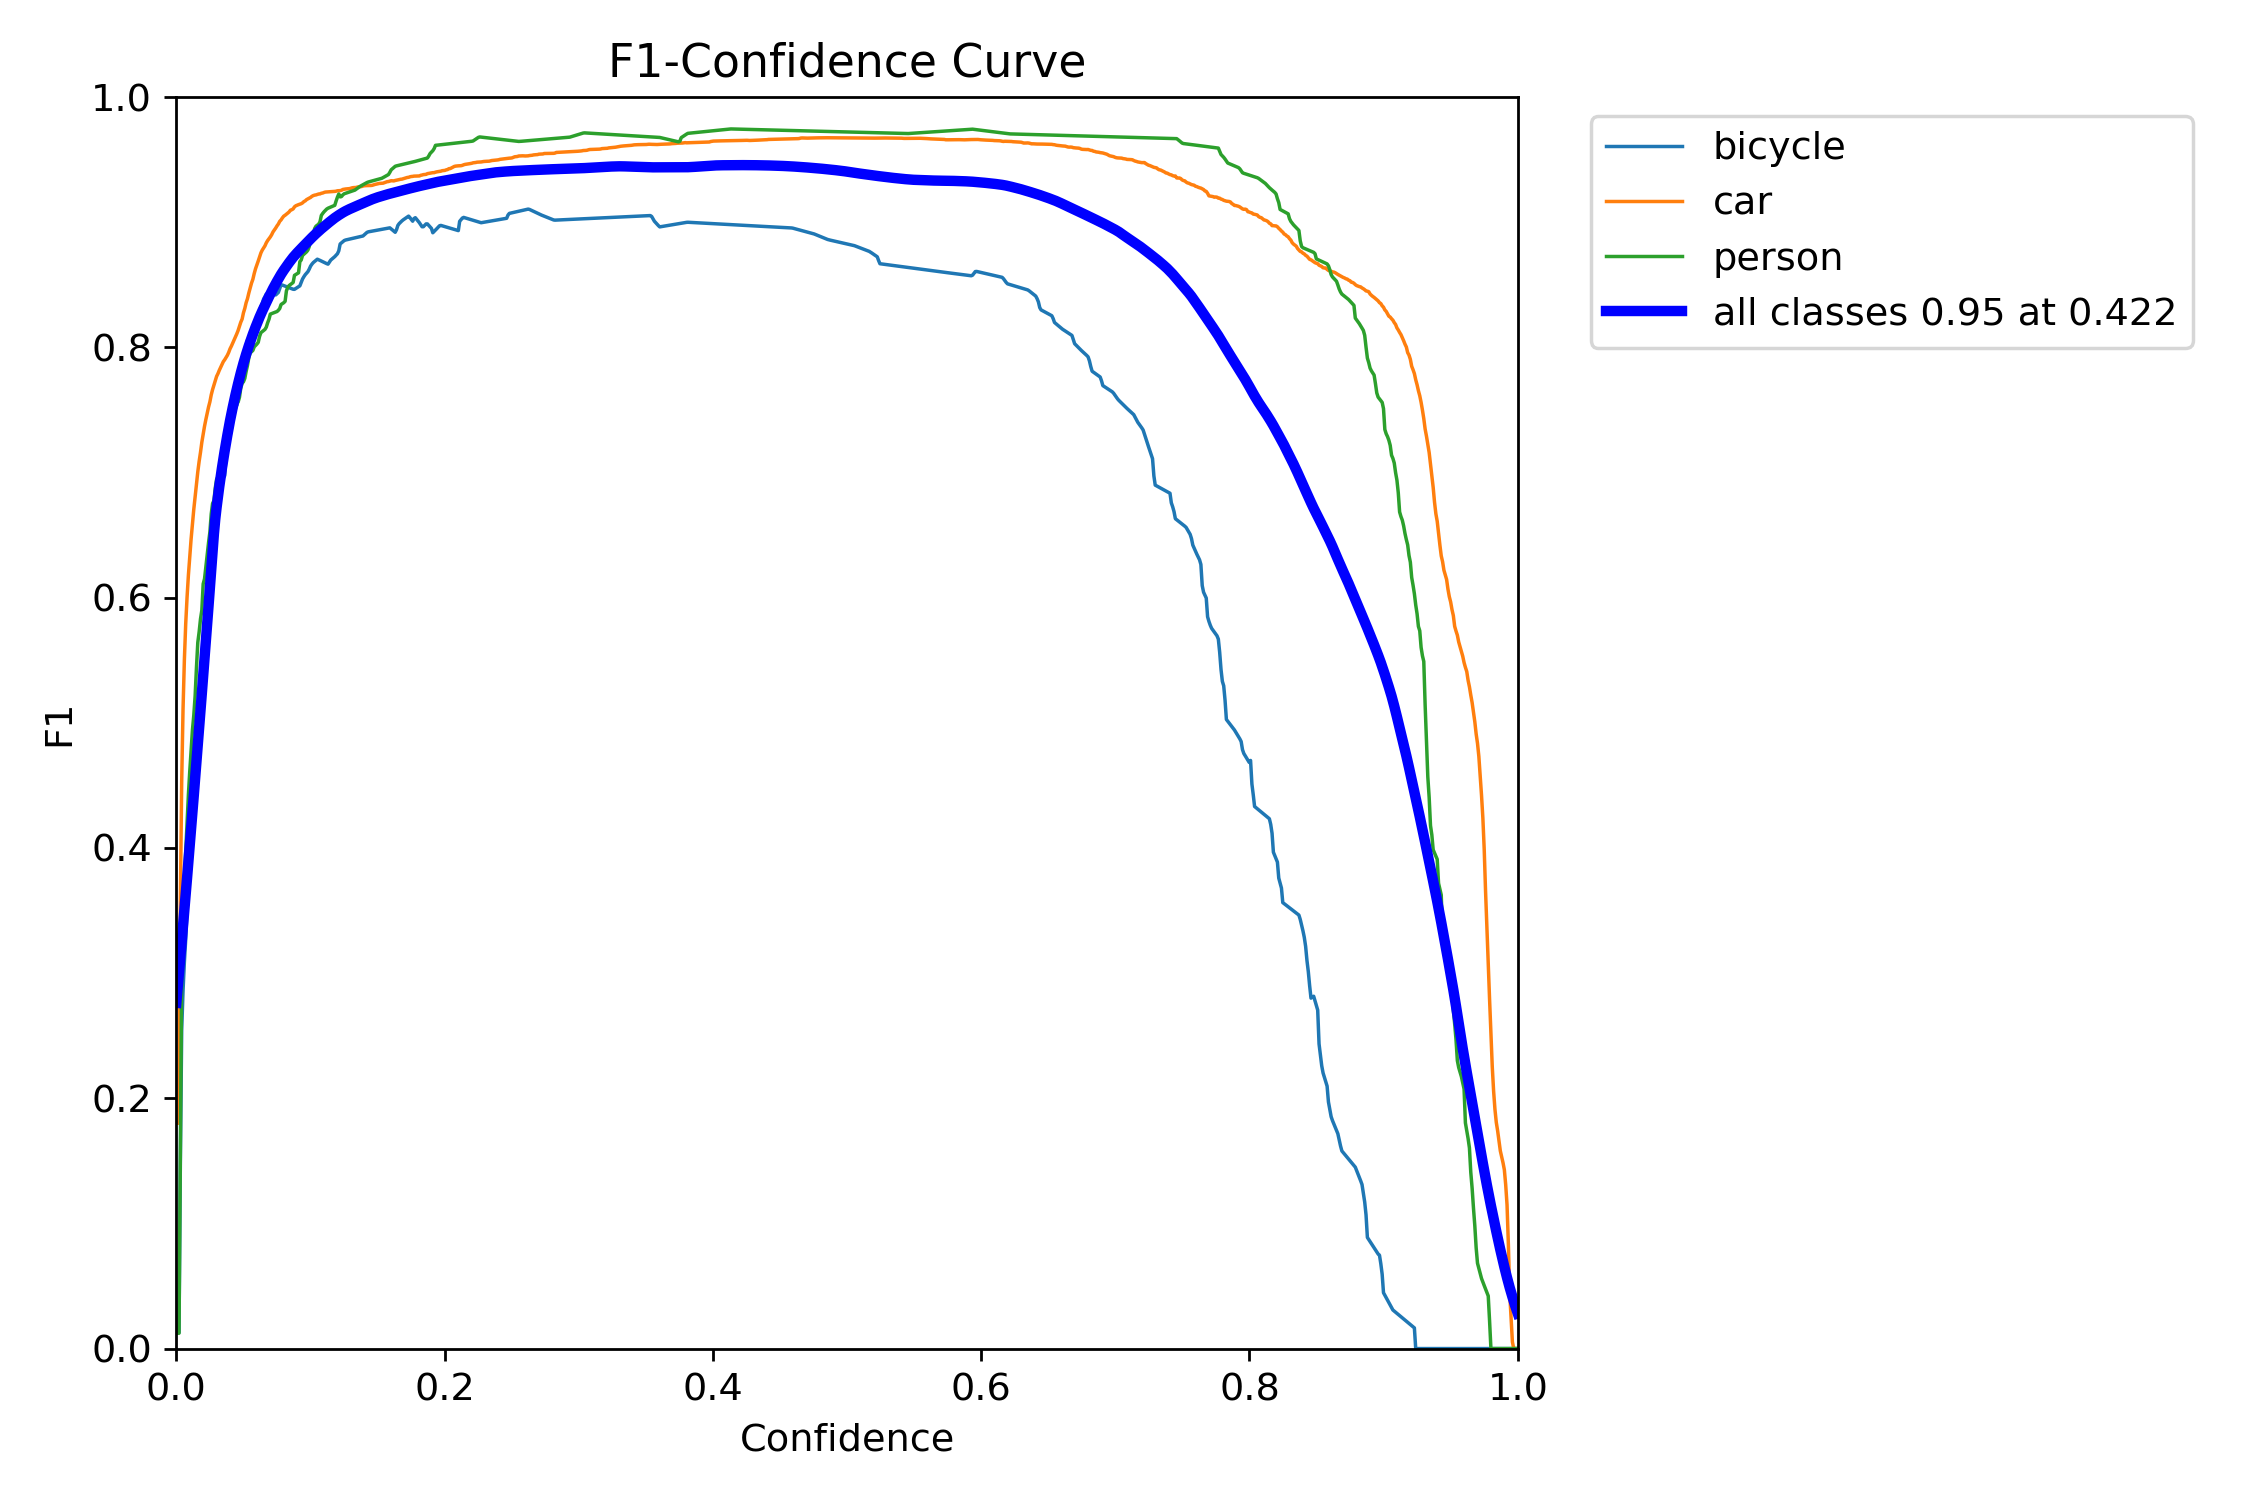 F1-Confidence Curve
1.0
0.8
0.6
0.4
0.2
0.0
F1
0.0 0.2 0.4 0.6 0.8 1.0
Confidence
bicycle
car
person
all classes 0.95 at 0.422